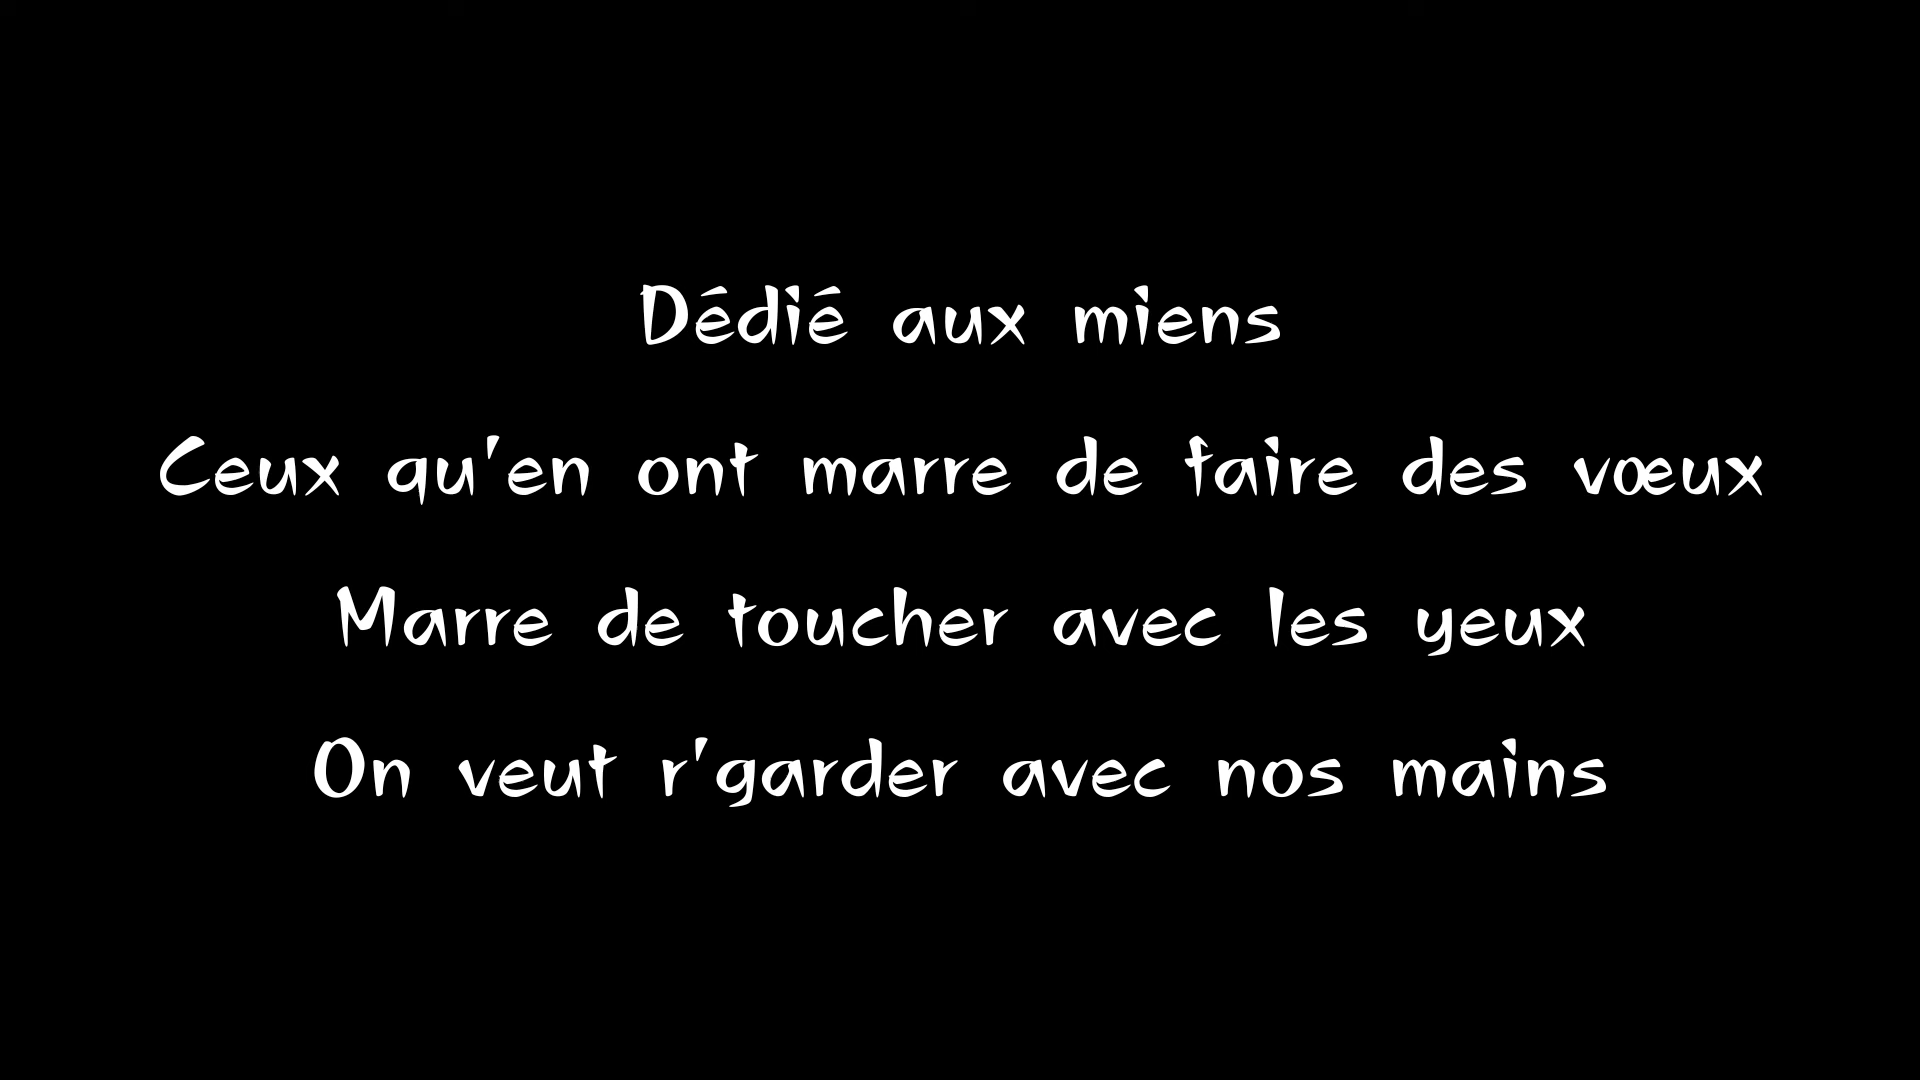 Dédié aux miens
Ceux qu'en ont marre de faire des vœux
Marre de toucher avec les yeux
On veut r'garder avec nos mains